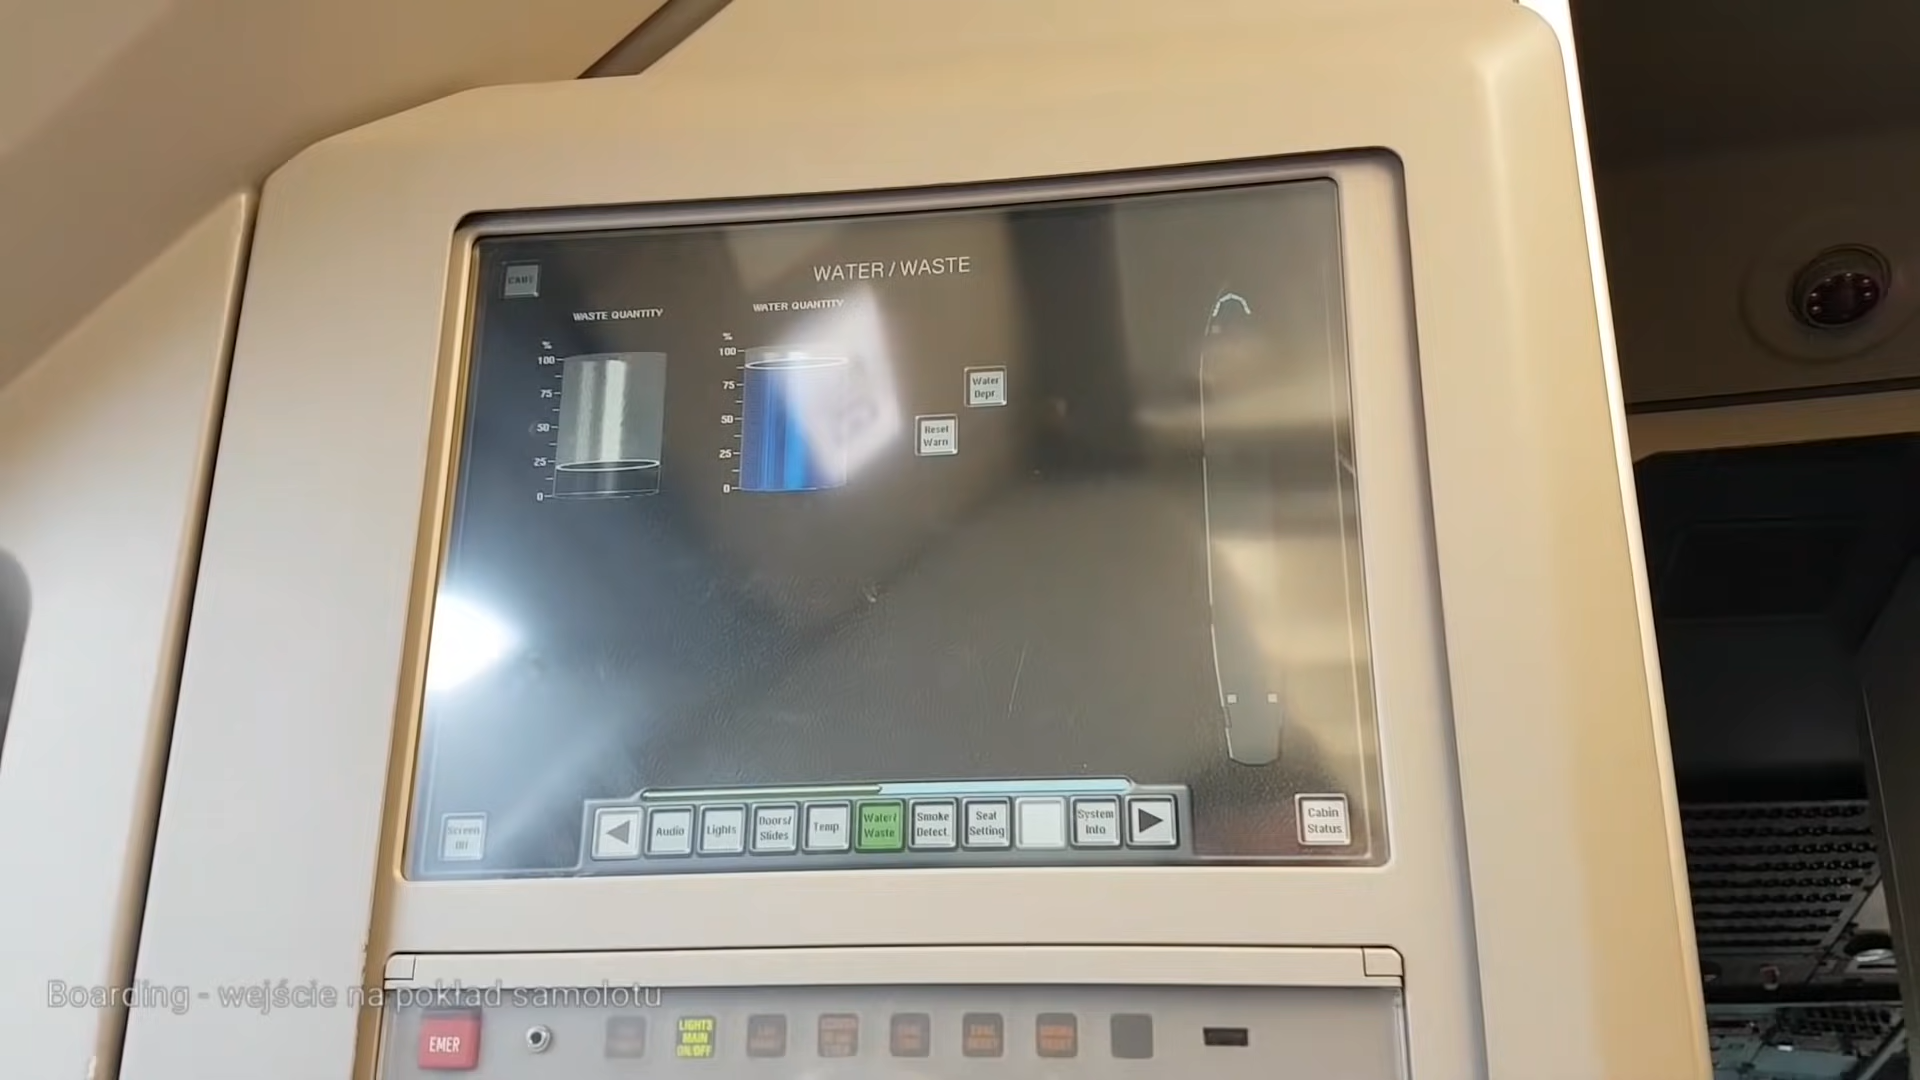 WATER / WASTE
CAUT
WASTE QUANTITY
WATER QUANTITY
%
100
75
50
25
0
%
100
75
50
25
0
Water
Depr.
Reset
Warn.
Screen
Off
Audio
Lights
Doors/
Slides
Temp
Water/
Waste
Smoke
Detect.
Seat
Setting
System
Info
Cabin
Status
Boarding - wejście na pokład samolotu
EMER
LIGHTS
MAIN
ON/OFF